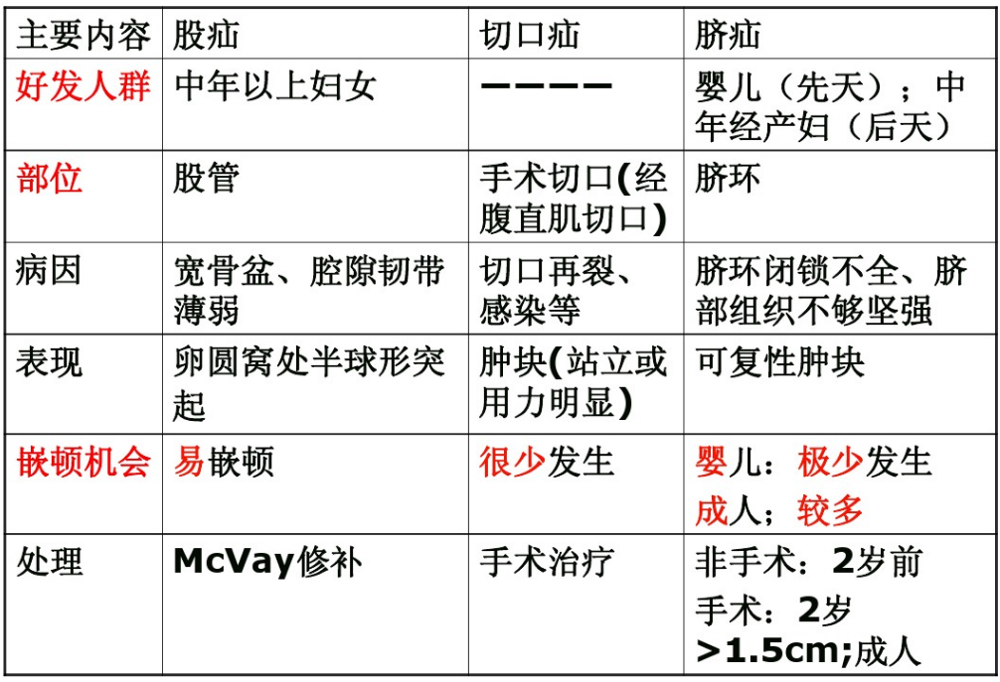 主要内容 股疝 切口疝 脐疝
好发人群 中年以上妇女 ———— 婴儿（先天）；中
年经产妇（后天）
部位 股管 手术切口(经 脐环
腹直肌切口)
病因 宽骨盆、腔隙韧带 切口再裂、 脐环闭锁不全、脐
薄弱 感染等 部组织不够坚强
表现 卵圆窝处半球形突 肿块(站立或 可复性肿块
起 用力明显)
嵌顿机会 易嵌顿 很少发生 婴儿：极少发生
成人；较多
处理 McVay修补 手术治疗 非手术：2岁前
手术：2岁
>1.5cm;成人